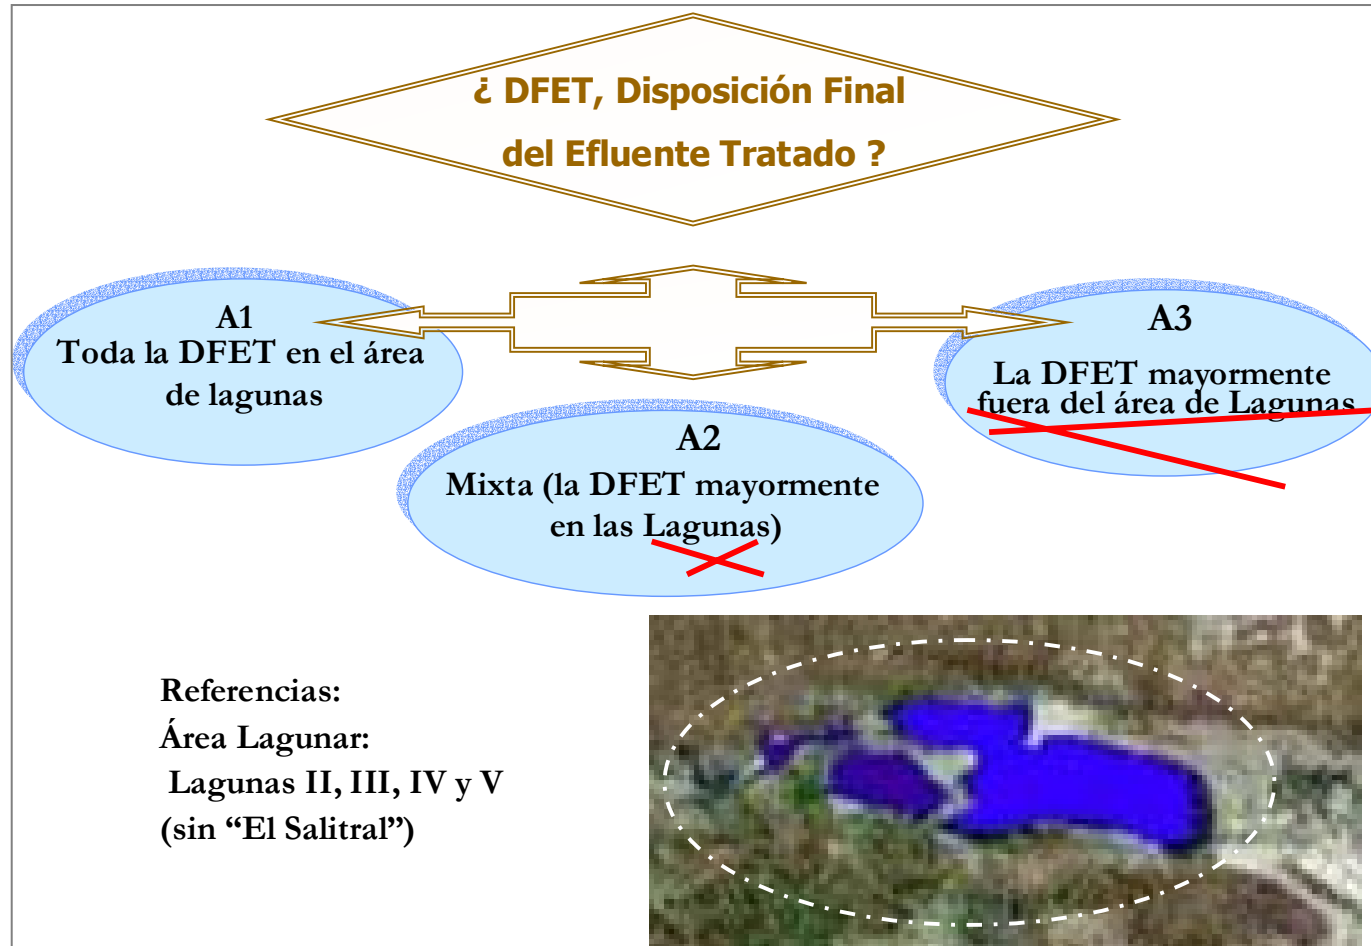 ¿ DFET, Disposición Final
del Efluente Tratado ?
A1
Toda la DFET en el área
de lagunas
A2
Mixta (la DFET mayormente
en las Lagunas)
A3
La DFET mayormente
fuera del área de Lagunas
Referencias:
Área Lagunar:
Lagunas II, III, IV y V
(sin “El Salitral”)